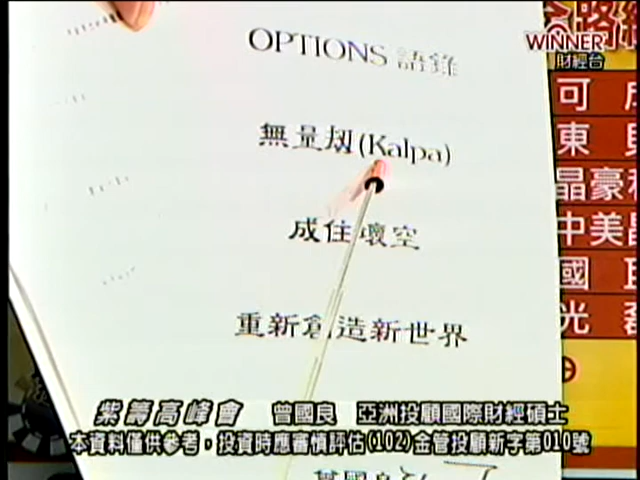 OPTIONS 語錄
WINNER
財經台
無量劫(Kalpa)
成住壞空
重新創造新世界
可
東
晶豪科
中美晶
國
光
紫壽高峰會 曾國良 亞洲投顧國際財經碩士
本資料僅供參考，投資時應審慎評估(102)金管投顧新字第010號